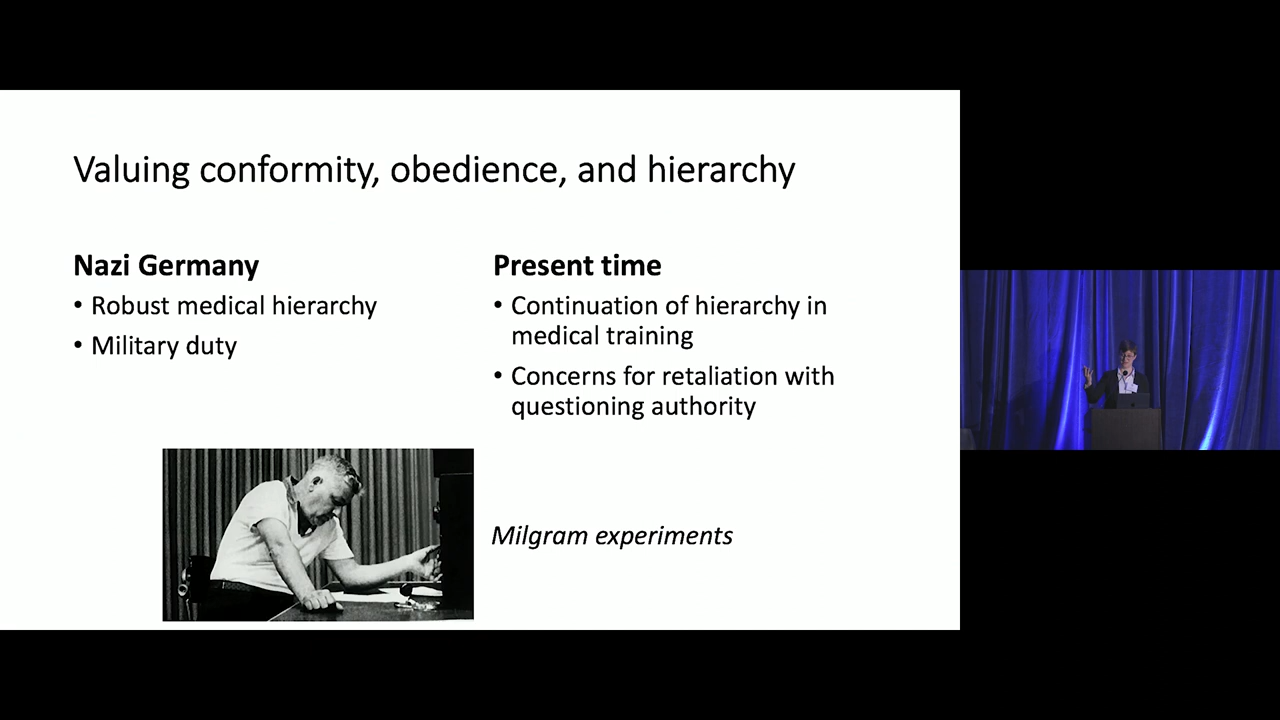 Valuing conformity, obedience, and hierarchy
Nazi Germany
• Robust medical hierarchy
• Military duty
Present time
• Continuation of hierarchy in
medical training
• Concerns for retaliation with
questioning authority
Milgram experiments